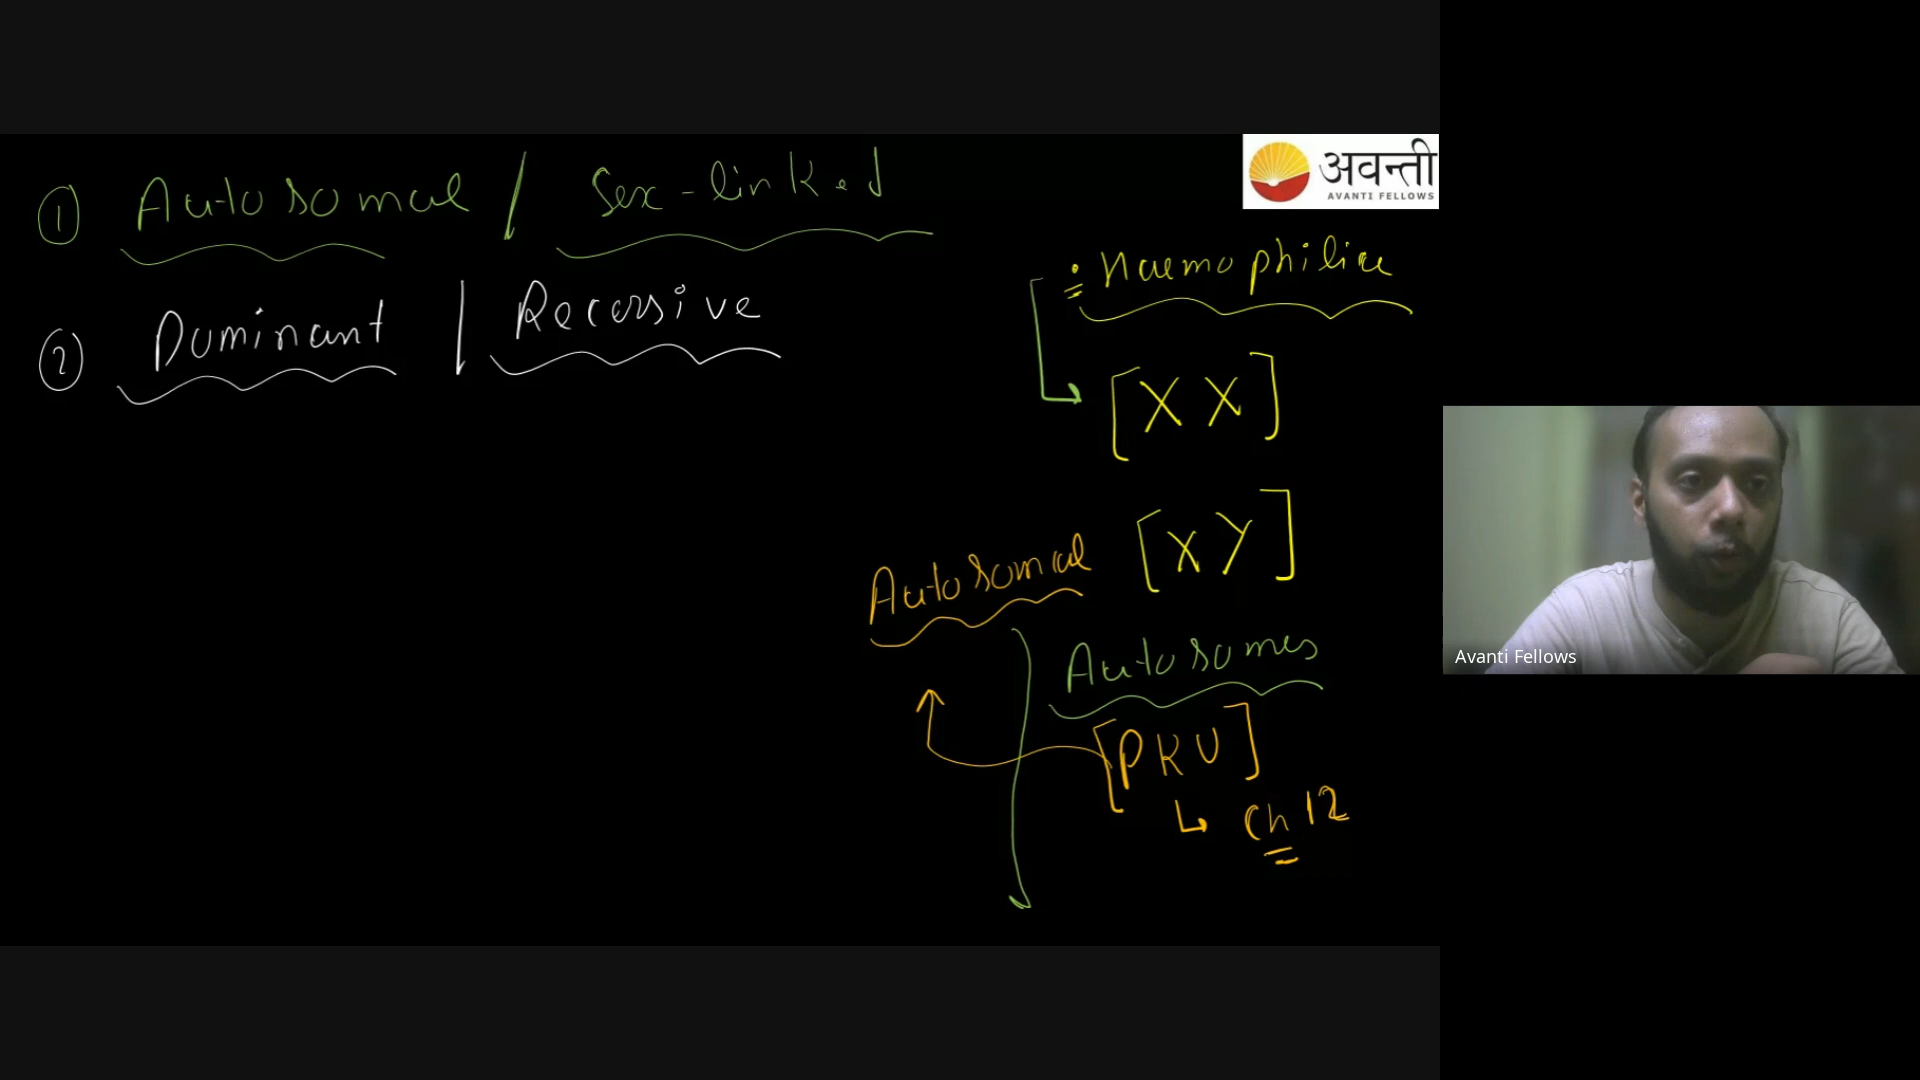 ① Autosomal / Sex-linked
② Dominant / Recessive
अवन्ती
AVANTI FELLOWS
: Haemophilia
[XX]
[XY]
Autosomal
Autosomes
[PKU]
↳ Ch 12
Avanti Fellows